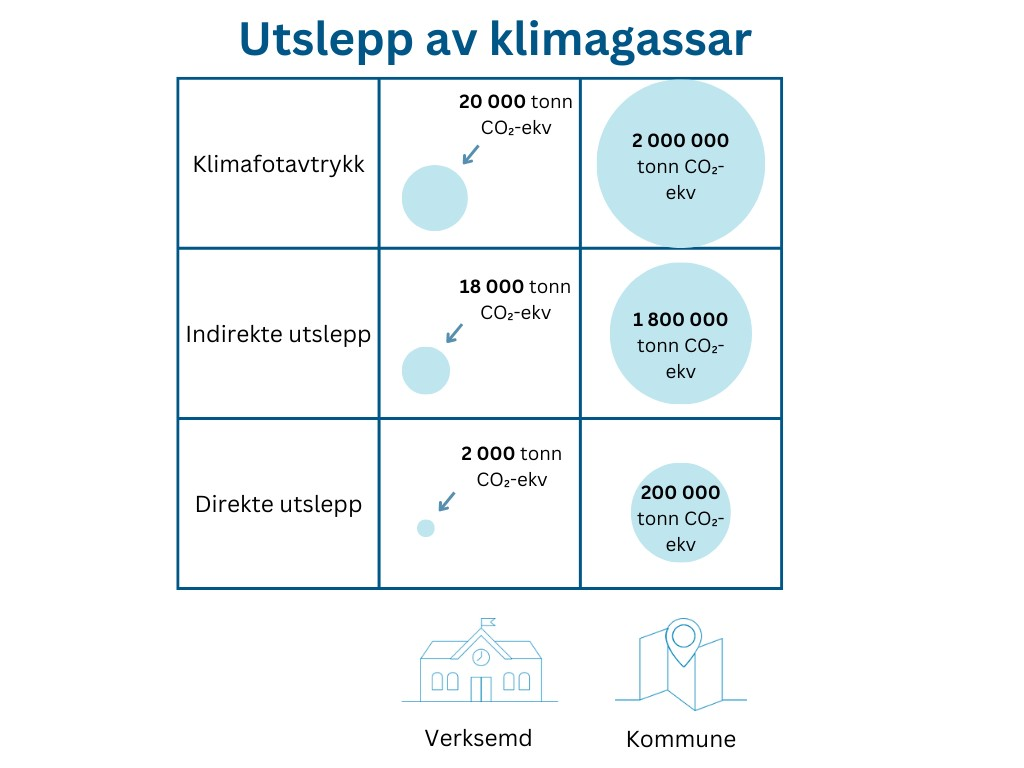 Utslepp av klimagassar
Klimafotavtrykk
20 000 tonn
CO₂-ekv
2 000 000
tonn CO₂-
ekv
Indirekte utslepp
18 000 tonn
CO₂-ekv
1 800 000
tonn CO₂-
ekv
Direkte utslepp
2 000 tonn
CO₂-ekv
200 000
tonn CO₂-
ekv
Verksemd
Kommune